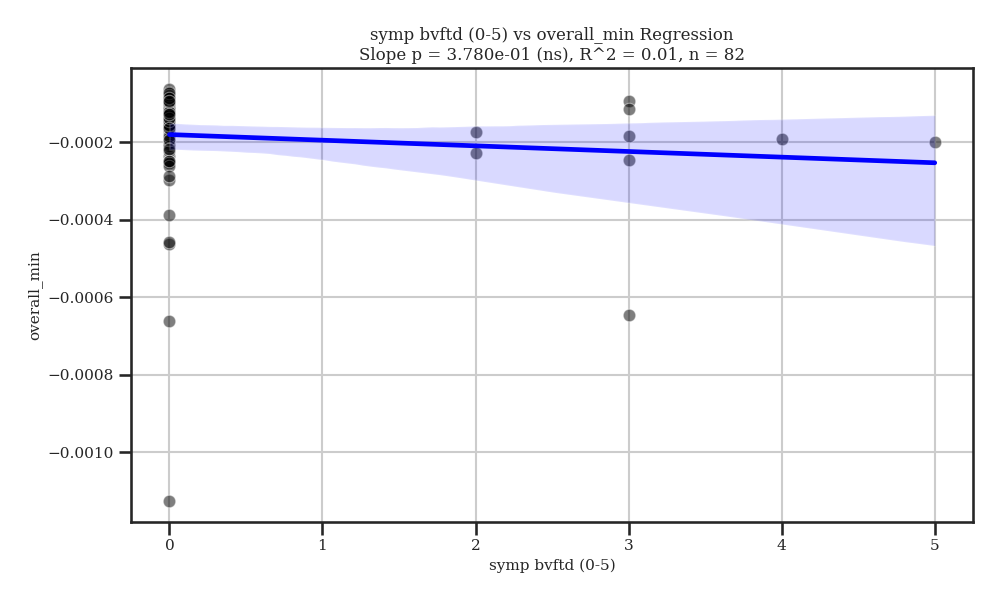 symp bvftd (0-5) vs overall_min Regression
Slope p = 3.780e-01 (ns), R^2 = 0.01, n = 82
−0.0002
−0.0004
−0.0006
−0.0008
−0.0010
overall_min
0 1 2 3 4 5
symp bvftd (0-5)